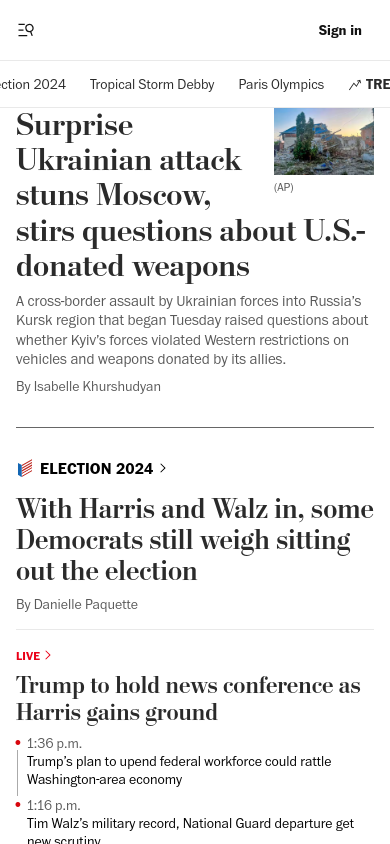 Sign in
ction 2024 Tropical Storm Debby Paris Olympics TRE
Surprise
Ukrainian attack
stuns Moscow,
stirs questions about U.S.-
donated weapons
(AP)
A cross-border assault by Ukrainian forces into Russia’s
Kursk region that began Tuesday raised questions about
whether Kyiv’s forces violated Western restrictions on
vehicles and weapons donated by its allies.
By Isabelle Khurshudyan
ELECTION 2024
With Harris and Walz in, some
Democrats still weigh sitting
out the election
By Danielle Paquette
LIVE
Trump to hold news conference as
Harris gains ground
1:36 p.m.
Trump’s plan to upend federal workforce could rattle
Washington-area economy
1:16 p.m.
Tim Walz’s military record, National Guard departure get
new scrutiny